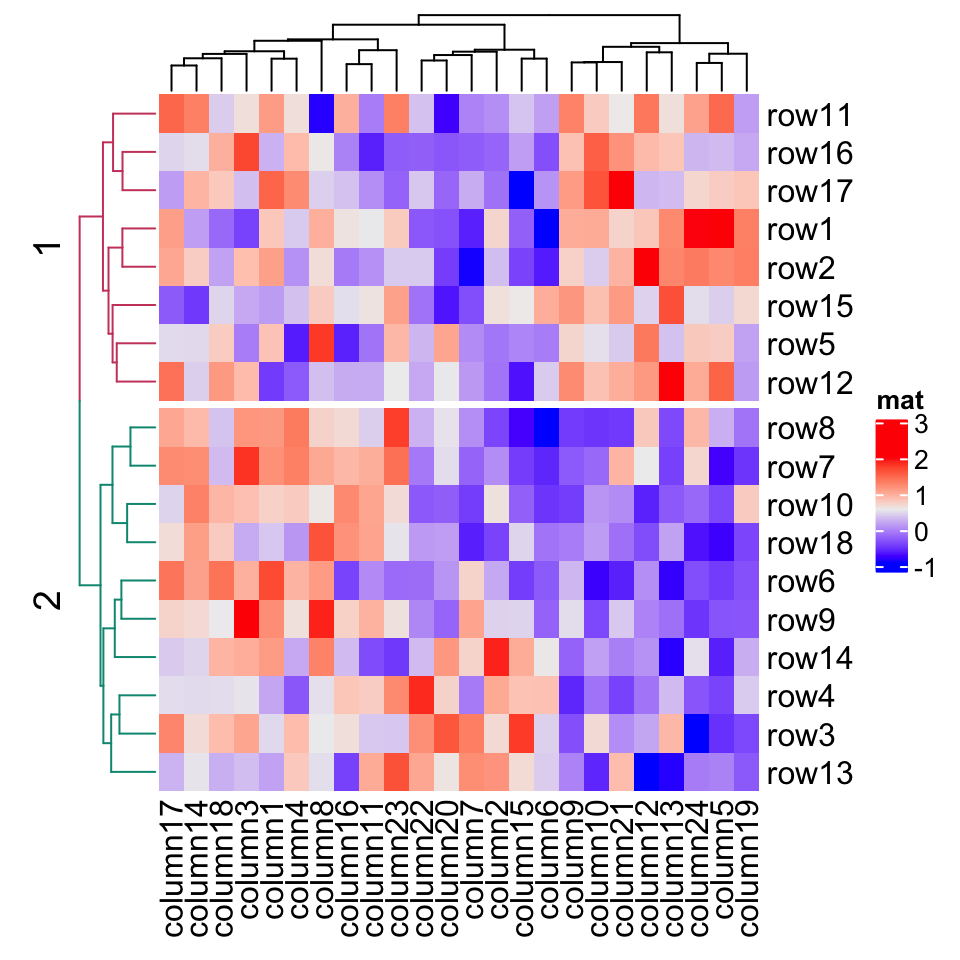 row11
row16
row17
row1
row2
row15
row5
row12
1
row8
row7
row10
row18
row6
row9
row14
row4
row3
row13
2
column17
column14
column18
column3
column1
column4
column8
column16
column11
column23
column22
column20
column7
column2
column15
column6
column9
column10
column21
column12
column13
column24
column5
column19
mat
3
2
1
0
-1